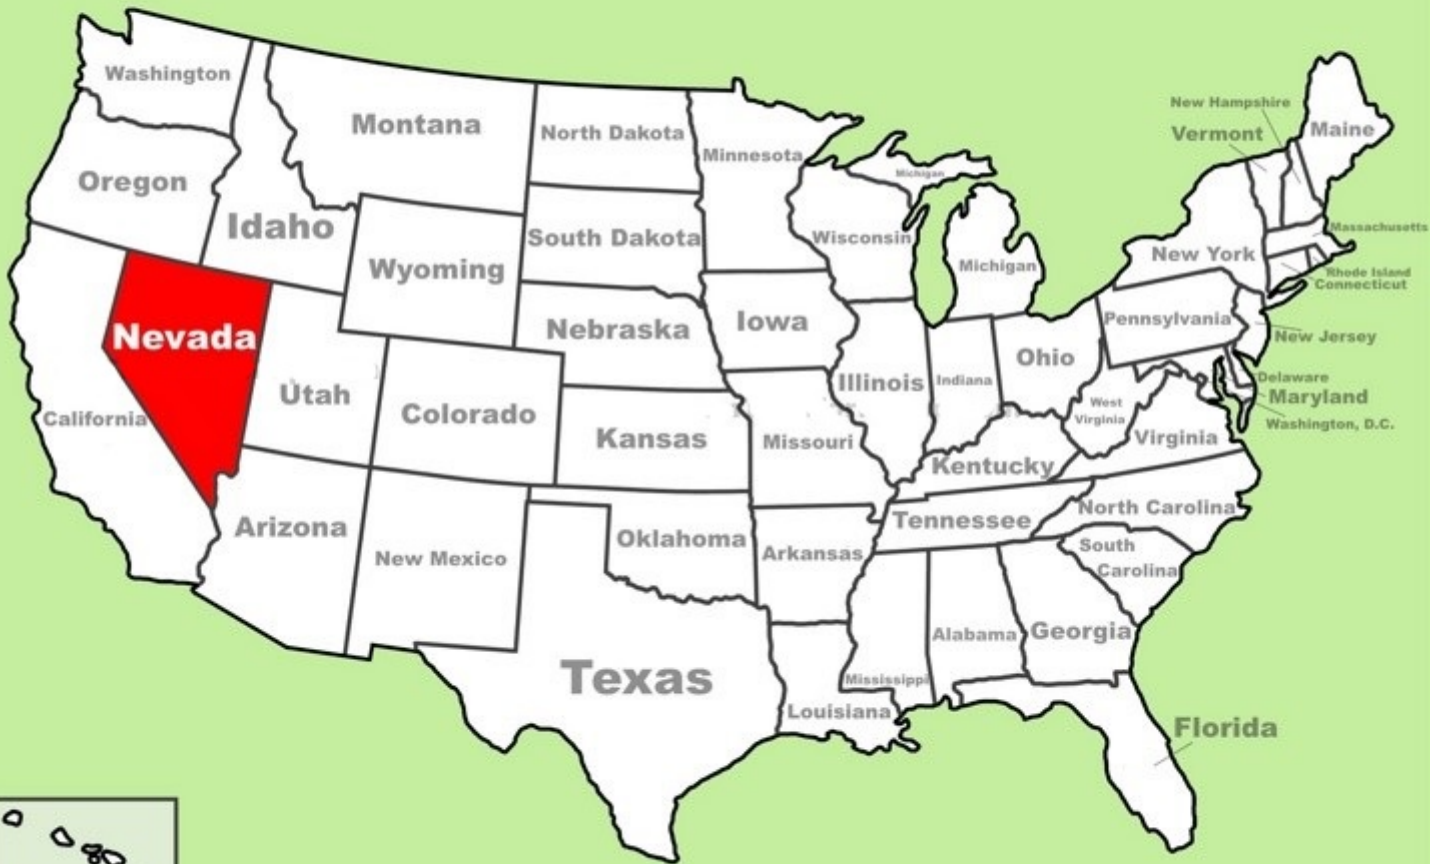 Washington
Montana
North Dakota
Minnesota
New Hampshire
Vermont
Maine
Oregon
Idaho
Michigan
South Dakota
Wisconsin
Massachusetts
Wyoming
Michigan
New York
Rhode Island
Connecticut
Nevada
Nebraska
Iowa
Pennsylvania
New Jersey
Utah
Illinois
Indiana
Ohio
Delaware
California
Colorado
Kansas
Missouri
West
Virginia
Maryland
Washington, D.C.
Virginia
Kentucky
Arizona
New Mexico
Oklahoma
Arkansas
Tennessee
North Carolina
South
Carolina
Texas
Alabama
Georgia
Mississippi
Louisiana
Florida